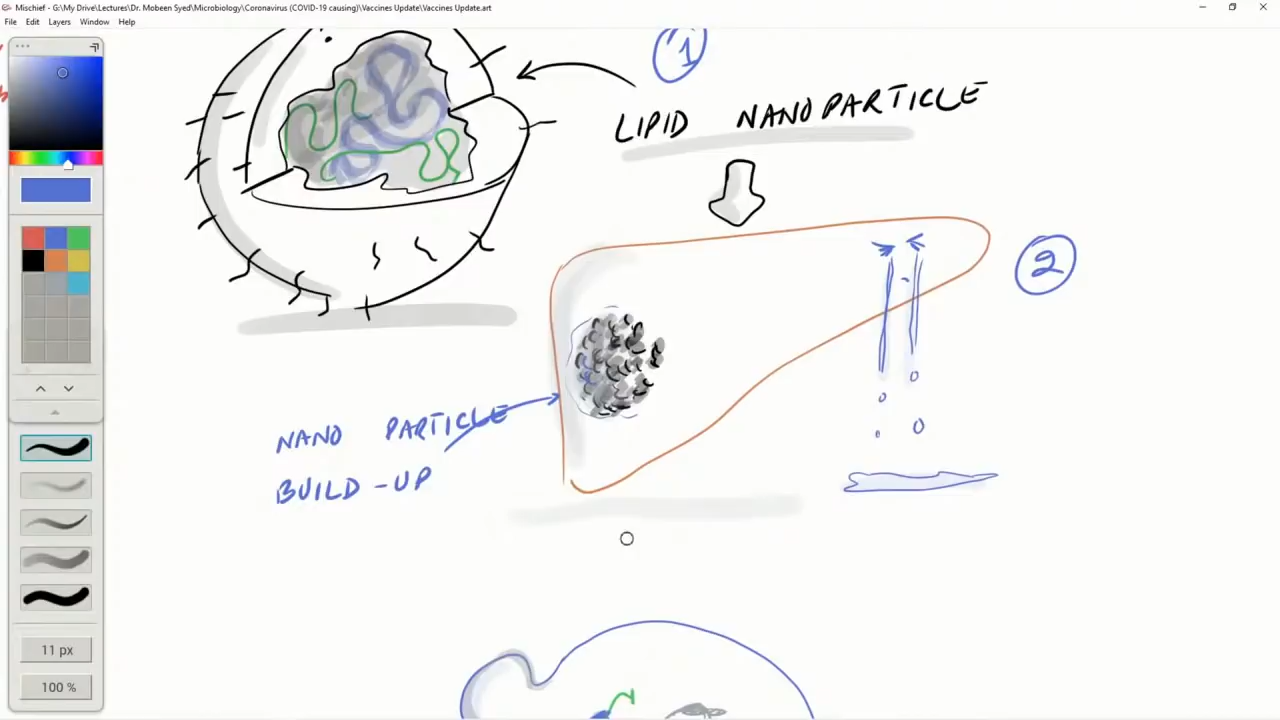 Mischief - G:\My Drive\Lectures\Dr. Mobeen Syed\Microbiology\Coronavirus (COVID-19 causing)\Vaccines Update\Vaccines Update.art
File Edit Layers Window Help
1
LIPID NANOPARTICLE
2
NANO PARTICLE
BUILD-UP
11 px
100 %